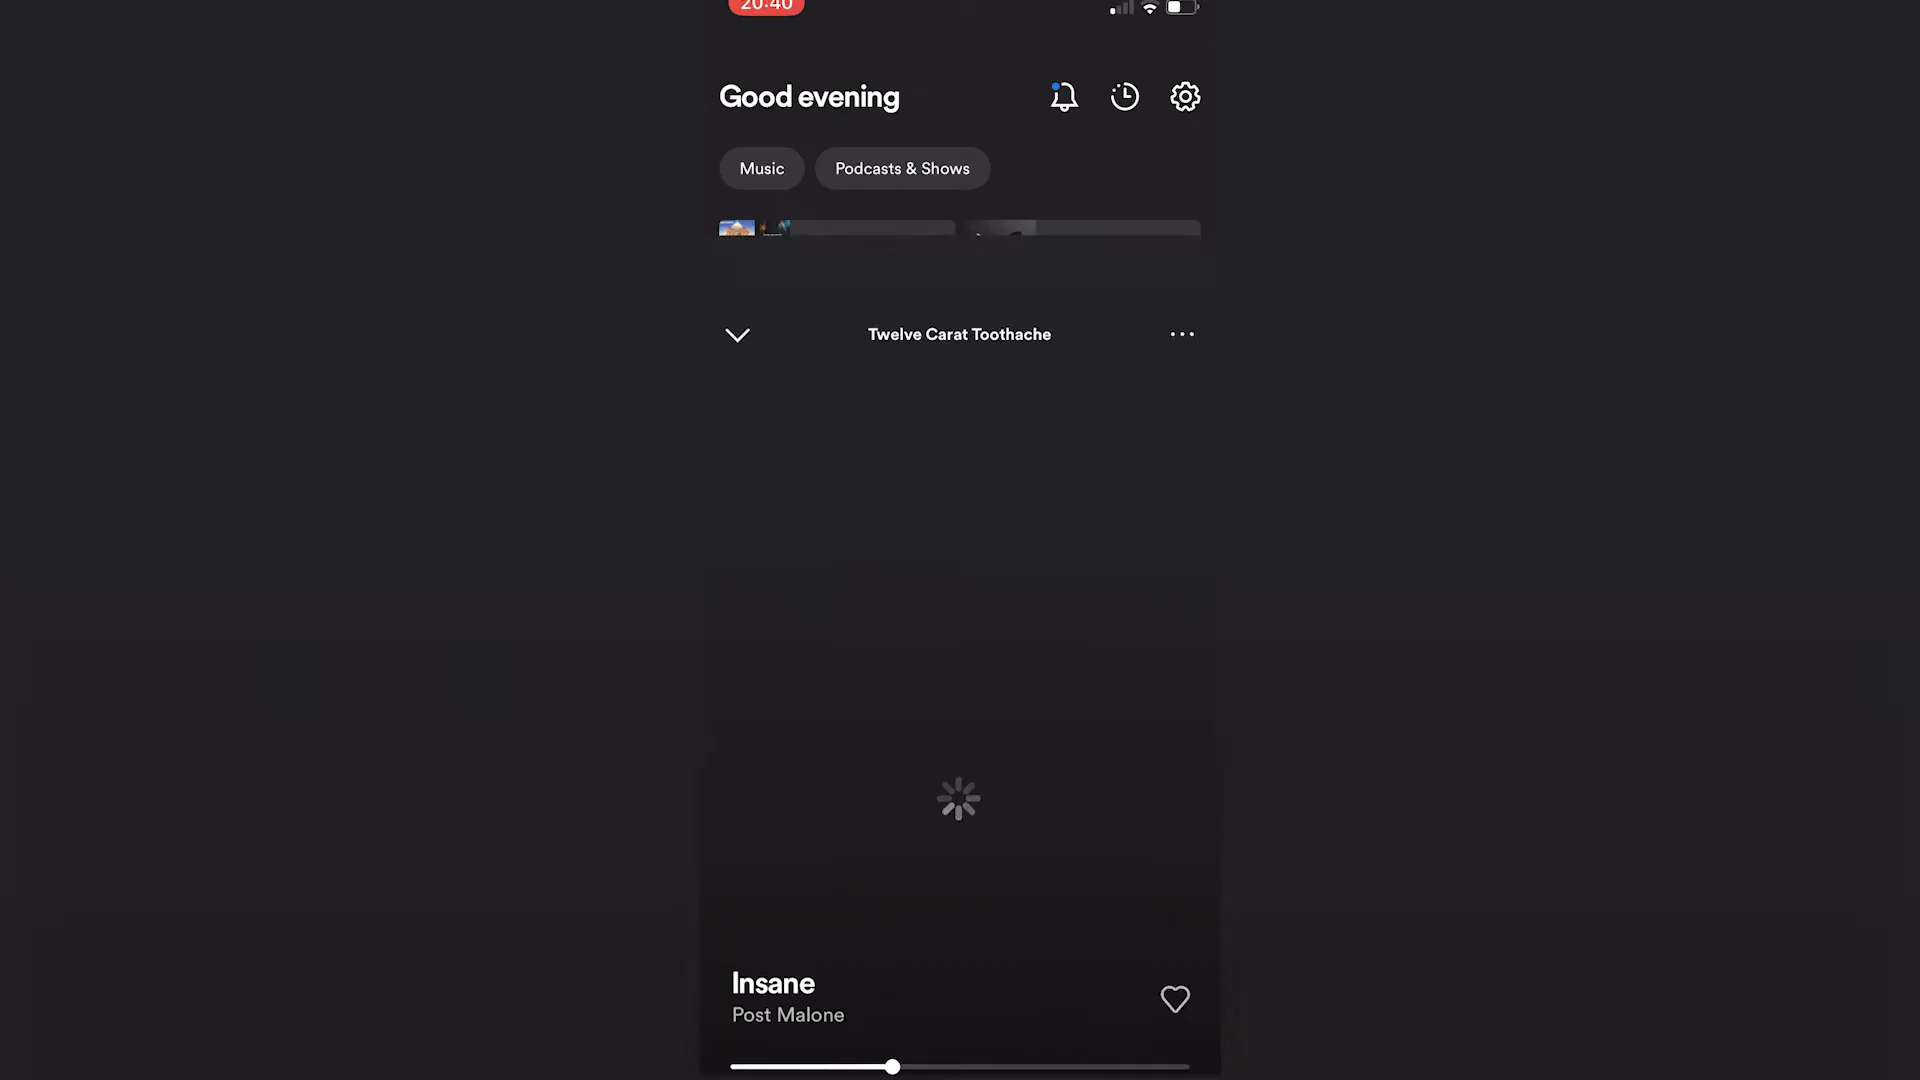 20:40
Good evening
Music
Podcasts & Shows
Twelve Carat Toothache
Insane
Post Malone